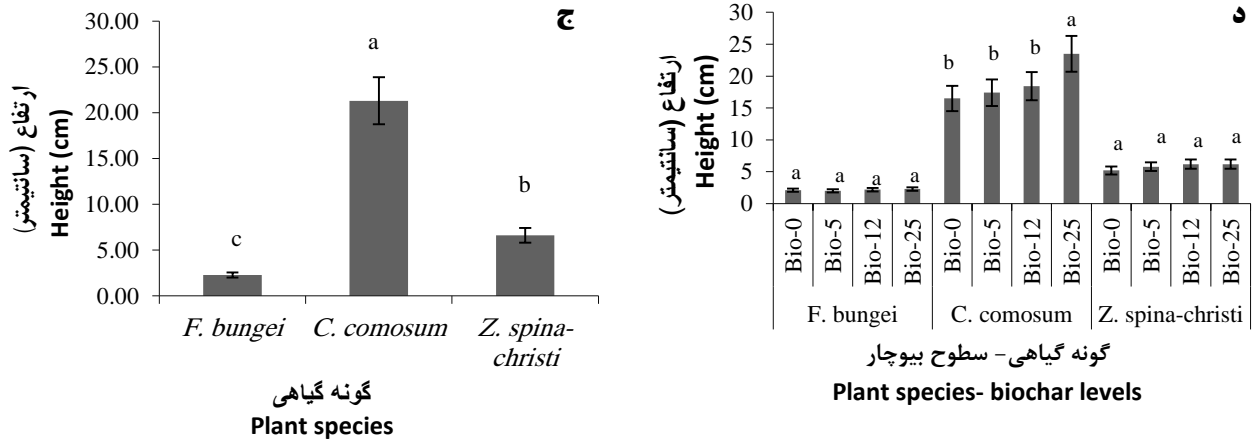 ج
ارتفاع (سانتیمتر)
Height (cm)
30.00
25.00
20.00
15.00
10.00
5.00
0.00
c
a
b
F. bungei
C. comosum
Z. spina-
christi
گونه گیاهی
Plant species
د
ارتفاع (سانتیمتر)
Height (cm)
30
25
20
15
10
5
0
a a a a
b b b a
a a a a
Bio-0
Bio-5
Bio-12
Bio-25
Bio-0
Bio-5
Bio-12
Bio-25
Bio-0
Bio-5
Bio-12
Bio-25
F. bungei
C. comosum
Z. spina-christi
گونه گیاهی- سطوح بیوچار
Plant species- biochar levels